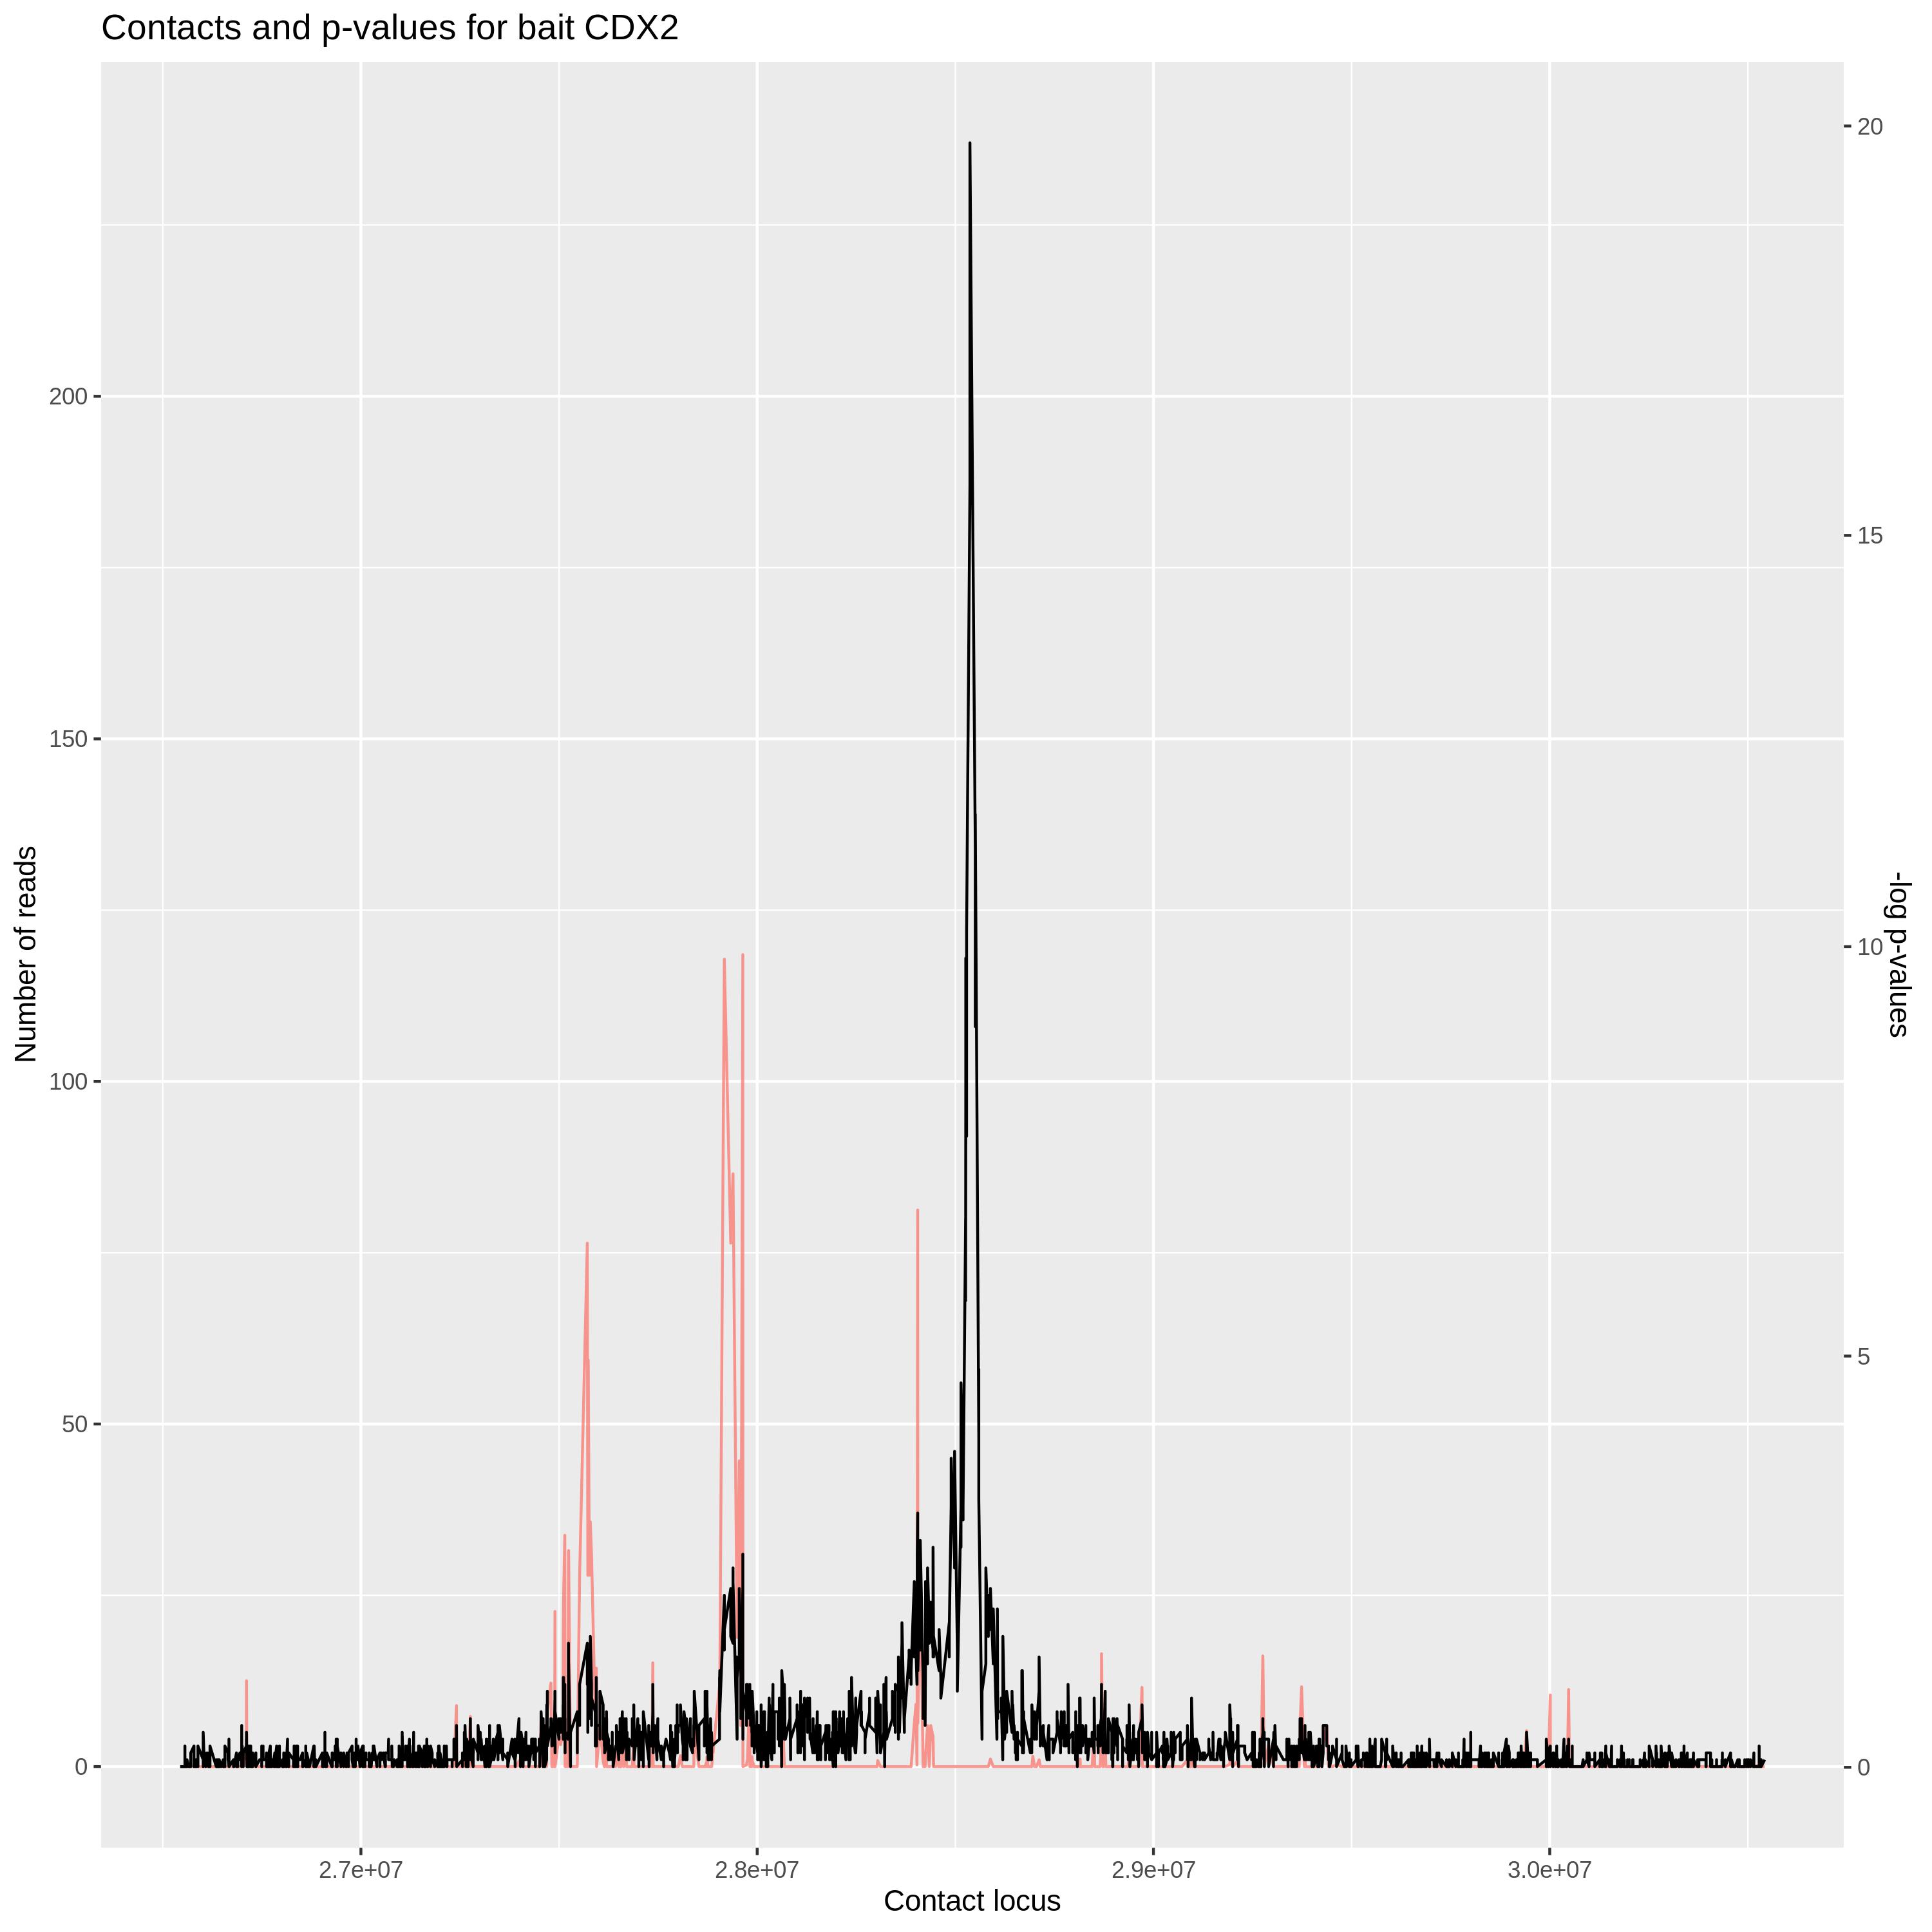 Contacts and p-values for bait CDX2
Number of reads
200
150
100
50
0
20
15
10
5
0
-log p-values
2.7e+07
2.8e+07
2.9e+07
3.0e+07
Contact locus